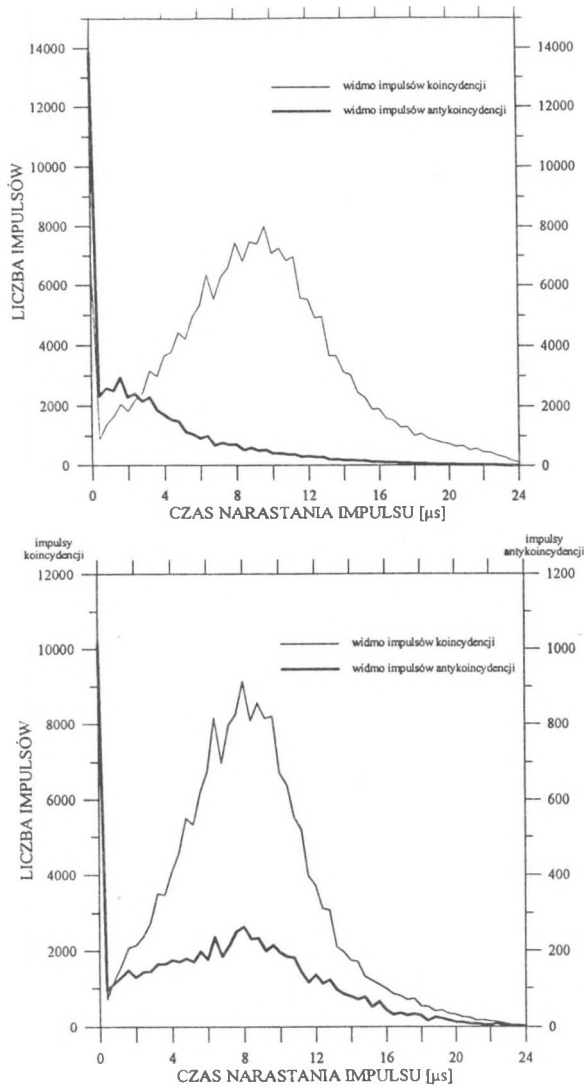 14000
12000
10000
8000
6000
4000
2000
0
LICZBA IMPULSÓW
widmo impulsów koincydencji
widmo impulsów antykoincydencji
14000
12000
10000
8000
6000
4000
2000
0
0 4 8 12 16 20 24
CZAS NARASTANIA IMPULSU [μs]
impulsy
koincydencji
impulsy
antykoincydencji
12000
10000
8000
6000
4000
2000
0
LICZBA IMPULSÓW
widmo impulsów koincydencji
widmo impulsów antykoincydencji
1200
1000
800
600
400
200
0
0 4 8 12 16 20 24
CZAS NARASTANIA IMPULSU [μs]